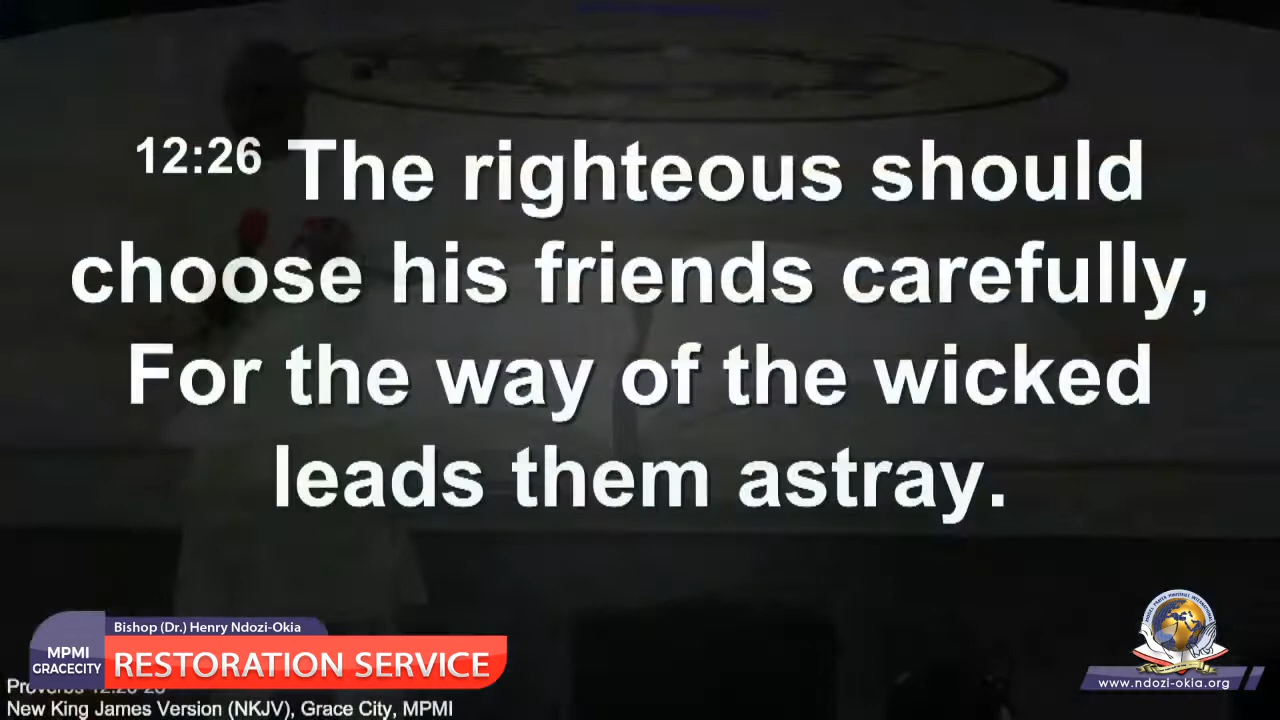 12:26 The righteous should
choose his friends carefully,
For the way of the wicked
leads them astray.
Bishop (Dr.) Henry Ndozi-Okia
MPMI
GRACECITY
RESTORATION SERVICE
www.ndozi-okia.org
New King James Version (NKJV), Grace City, MPMI